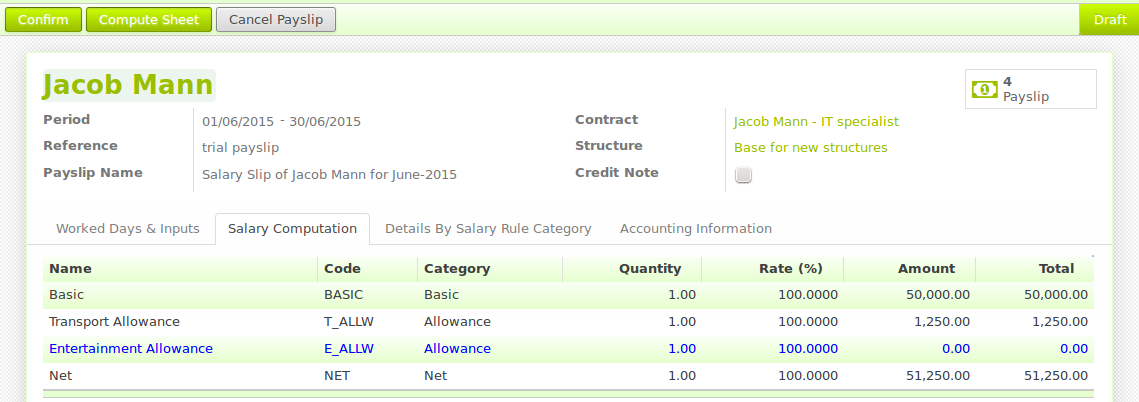 Confirm Compute Sheet Cancel Payslip Draft
Jacob Mann
4
Payslip
Period 01/06/2015 - 30/06/2015 Contract Jacob Mann - IT specialist
Reference trial payslip Structure Base for new structures
Payslip Name Salary Slip of Jacob Mann for June-2015 Credit Note
Worked Days & Inputs Salary Computation Details By Salary Rule Category Accounting Information
Name Code Category Quantity Rate (%) Amount Total
Basic BASIC Basic 1.00 100.0000 50,000.00 50,000.00
Transport Allowance T_ALLW Allowance 1.00 100.0000 1,250.00 1,250.00
Entertainment Allowance E_ALLW Allowance 1.00 100.0000 0.00 0.00
Net NET Net 1.00 100.0000 51,250.00 51,250.00